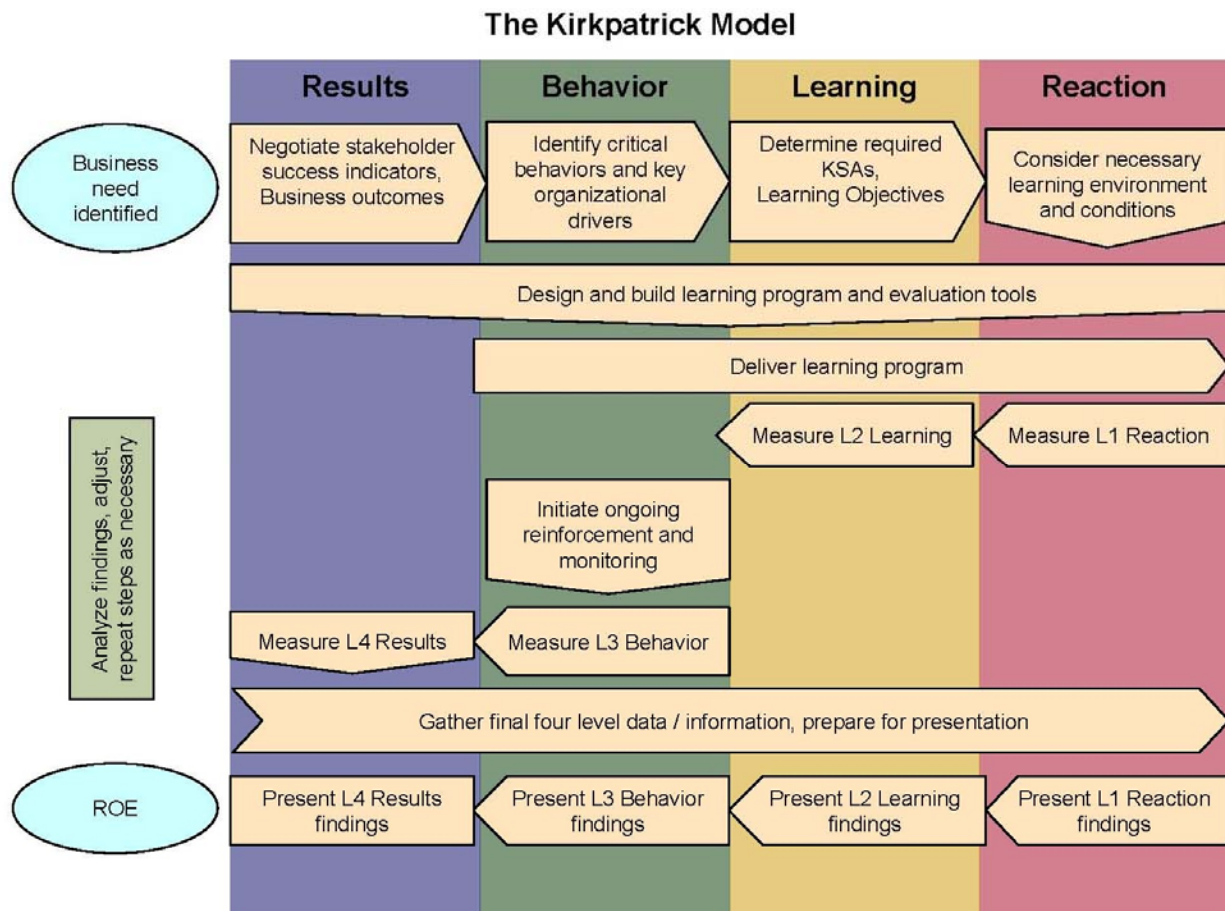 The Kirkpatrick Model
Results
Behavior
Learning
Reaction
Business
need
identified
Negotiate stakeholder
success indicators,
Business outcomes
Identify critical
behaviors and key
organizational
drivers
Determine required
KSAs,
Learning Objectives
Consider necessary
learning environment
and conditions
Design and build learning program and evaluation tools
Deliver learning program
Measure L2 Learning
Measure L1 Reaction
Analyze findings, adjust,
repeat steps as necessary
Initiate ongoing
reinforcement and
monitoring
Measure L4 Results
Measure L3 Behavior
Gather final four level data / information, prepare for presentation
ROE
Present L4 Results
findings
Present L3 Behavior
findings
Present L2 Learning
findings
Present L1 Reaction
findings